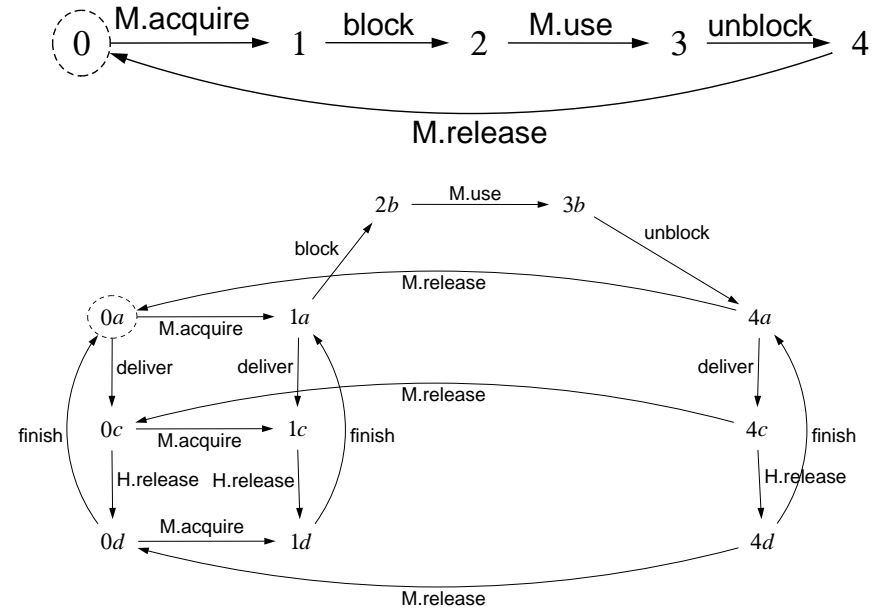 M.acquire block M.use unblock
0 1 2 3 4
M.release
2b M.use 3b
block unblock
M.release
0a M.acquire 1a 4a
deliver deliver deliver
M.release
finish 0c M.acquire 1c finish 4c finish
H.release H.release H.release
0d M.acquire 1d 4d
M.release